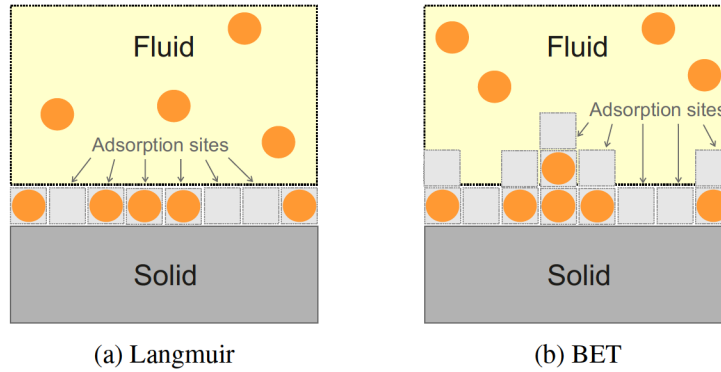 Fluid
Adsorption sites
Solid
(a) Langmuir
Fluid
Adsorption sites
Solid
(b) BET